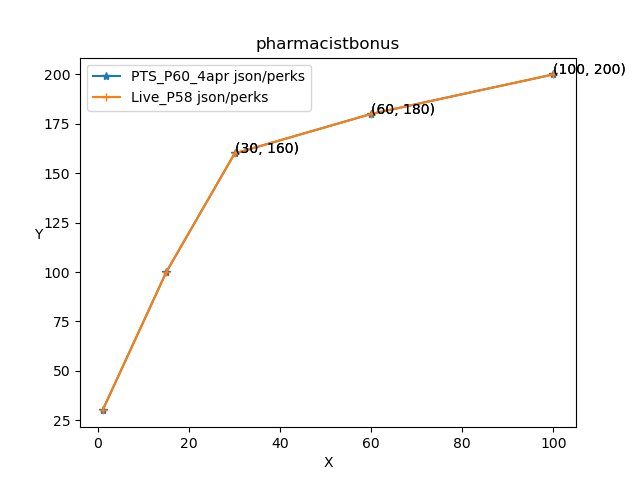 pharmacistbonus
PTS_P60_4apr json/perks
Live_P58 json/perks
(100, 200)
(60, 180)
(30, 160)
200
175
150
125
100
75
50
25
Y
0 20 40 60 80 100
X